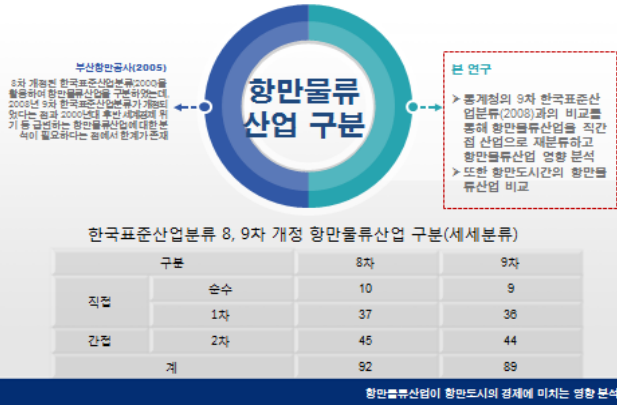 부산항만공사(2005)
8차 개정된 한국표준산업분류(2000)을
활용하여 항만물류산업을 구분하였는데,
2008년 9차 한국표준산업분류가 개정되
었다는 점과 2000년대 후반 세계경제 위
기 등 급변하는 항만물류산업에 대한 분
석이 필요하다는 점에서 한계가 존재
항만물류
산업 구분
본 연구
➤ 통계청의 9차 한국표준산
업분류(2008)과의 비교를
통해 항만물류산업을 직간
접 산업으로 재분류하고
항만물류산업 영향 분석
➤ 또한 항만도시간의 항만물
류산업 비교
한국표준산업분류 8, 9차 개정 항만물류산업 구분(세세분류)
구분 8차 9차
직접 순수 10 9
1차 37 36
간접 2차 45 44
계 92 89
항만물류산업이 항만도시의 경제에 미치는 영향 분석